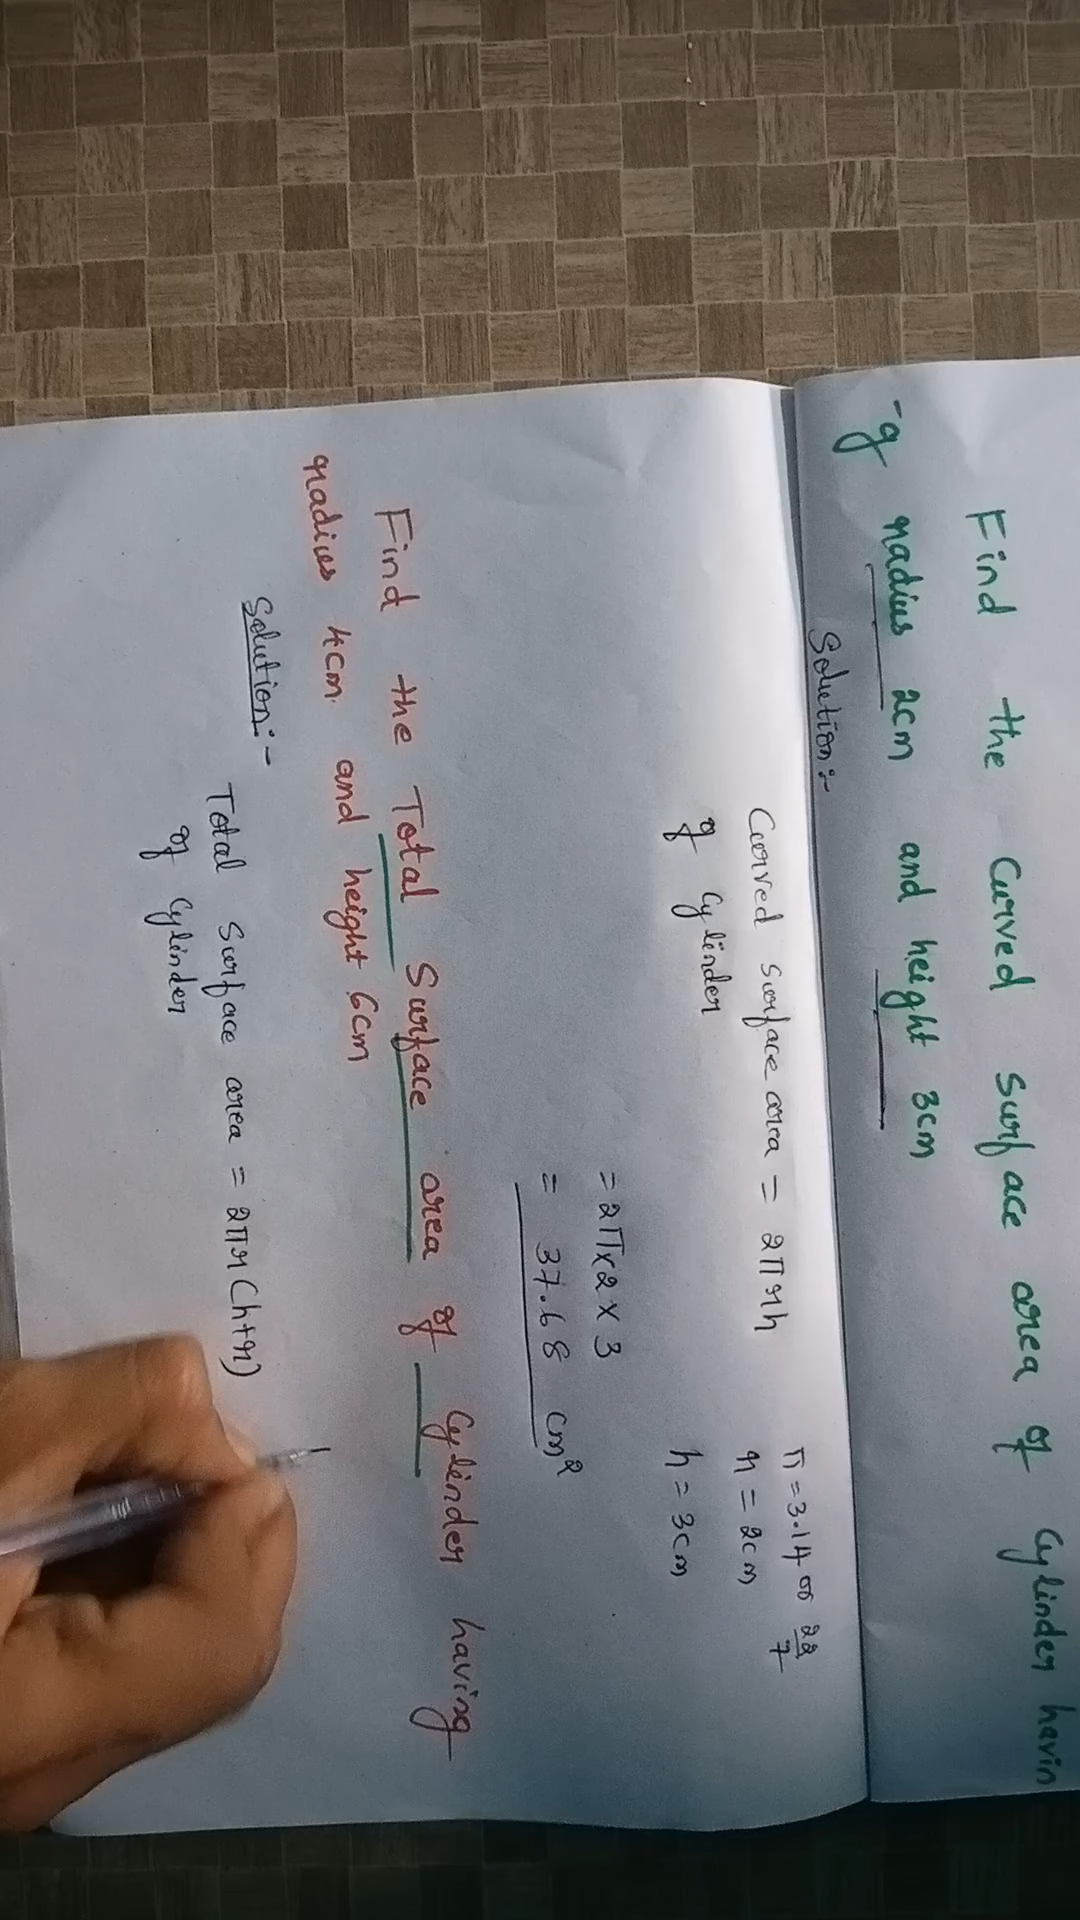 Find the Curved Surface area of Cylinder havin
-g radius 2cm and height 3cm
Solution:-
Curved surface area = 2πrh
of Cylinder
π = 3.14 or 22/7
r = 2cm
h = 3cm
= 2π×2×3
= 37.68 cm²
Find the Total Surface area of Cylinder having
radius 4cm and height 6cm
Solution:-
Total Surface area = 2πr(h+r)
of Cylinder